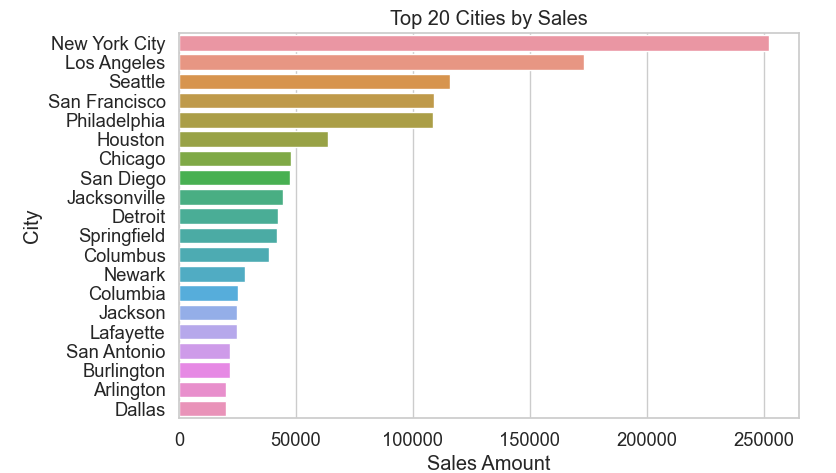 Top 20 Cities by Sales
New York City
Los Angeles
Seattle
San Francisco
Philadelphia
Houston
Chicago
San Diego
Jacksonville
Detroit
Springfield
Columbus
Newark
Columbia
Jackson
Lafayette
San Antonio
Burlington
Arlington
Dallas
City
0 50000 100000 150000 200000 250000
Sales Amount